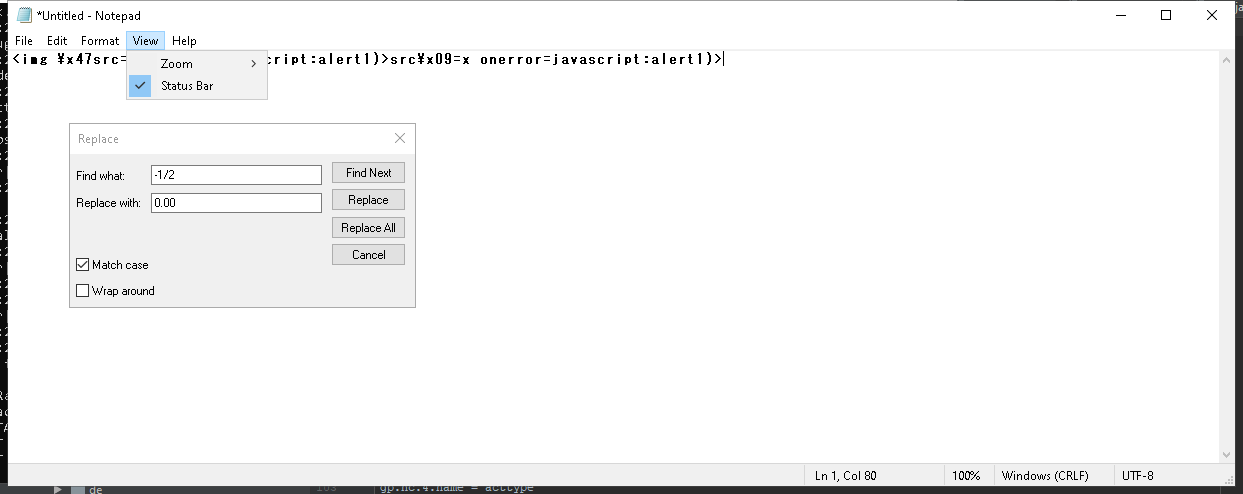 *Untitled - Notepad
File Edit Format View Help
<img ¥x47src= cript:alert1)>src¥x09=x onerror=javascript:alert1)>
Zoom
Status Bar
Replace
Find what: -1/2 Find Next
Replace with: 0.00 Replace
Replace All
Cancel
Match case
Wrap around
Ln 1, Col 80 100% Windows (CRLF) UTF-8
de gp.nc.4.name = acttype